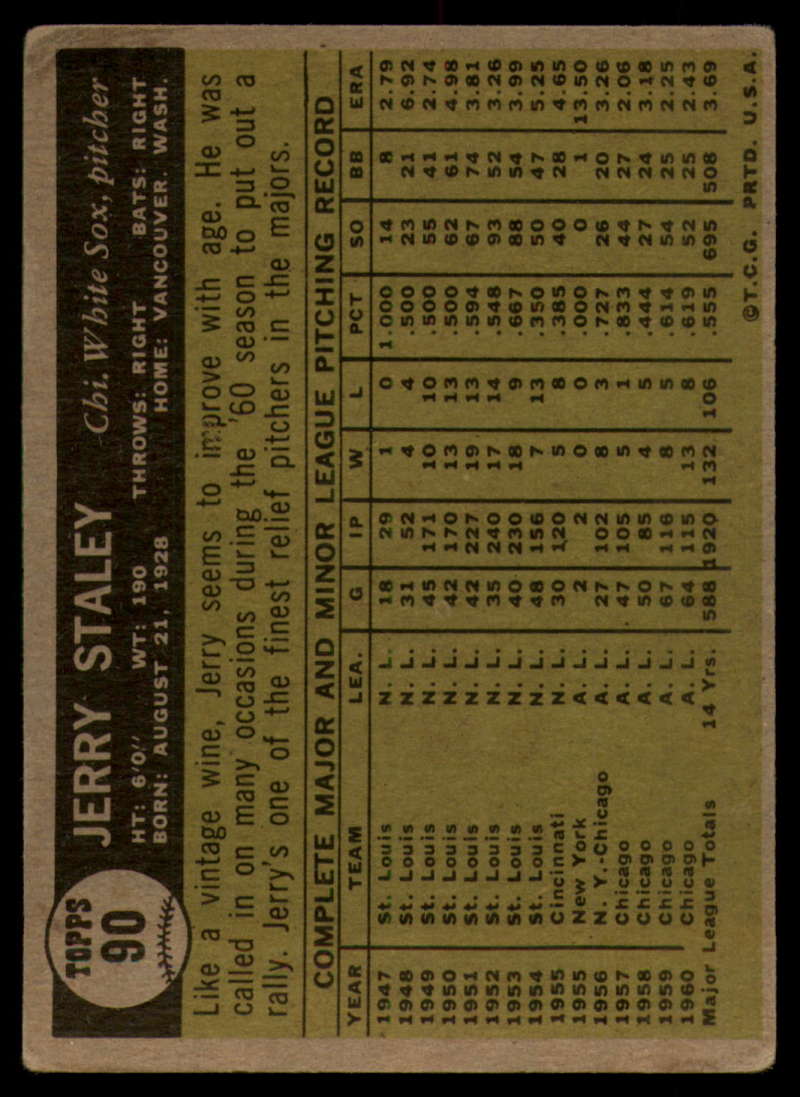 TOPPS
90
JERRY STALEY Chi. White Sox, pitcher
HT: 6'0" WT: 190 THROWS: RIGHT BATS: RIGHT
BORN: AUGUST 21, 1928 HOME: VANCOUVER, WASH.
Like a vintage wine, Jerry seems to improve with age. He was
called in on many occasions during the '60 season to put out a
rally. Jerry's one of the finest relief pitchers in the majors.
COMPLETE MAJOR AND MINOR LEAGUE PITCHING RECORD
YEAR TEAM LEA. G IP W L PCT SO BB ERA
1947 St. Louis N. L. 18 29 1 0 1.000 14 8 2.79
1948 St. Louis N. L. 31 52 4 4 .500 23 21 6.92
1949 St. Louis N. L. 45 171 10 10 .500 55 41 2.74
1950 St. Louis N. L. 42 170 13 13 .500 62 61 4.98
1951 St. Louis N. L. 42 227 19 13 .594 67 74 3.81
1952 St. Louis N. L. 35 240 17 14 .548 93 52 3.26
1953 St. Louis N. L. 40 230 18 9 .667 88 54 3.99
1954 St. Louis N. L. 48 156 7 13 .350 50 47 5.25
1955 Cincinnati N. L. 30 120 5 8 .385 40 28 4.65
1955 New York A. L. 2 2 0 0 .000 0 1 13.50
1956 N. Y.-Chicago A. L. 27 102 8 3 .727 26 20 3.26
1957 Chicago A. L. 47 105 5 1 .833 44 27 2.06
1958 Chicago A. L. 50 85 4 5 .444 27 24 3.18
1959 Chicago A. L. 67 116 8 5 .614 54 25 2.25
1960 Chicago A. L. 64 115 13 8 .619 52 25 2.43
Major League Totals 14 Yrs. 588 1920 132 106 .555 695 508 3.69
©T.C.G. PRTD. U.S.A.